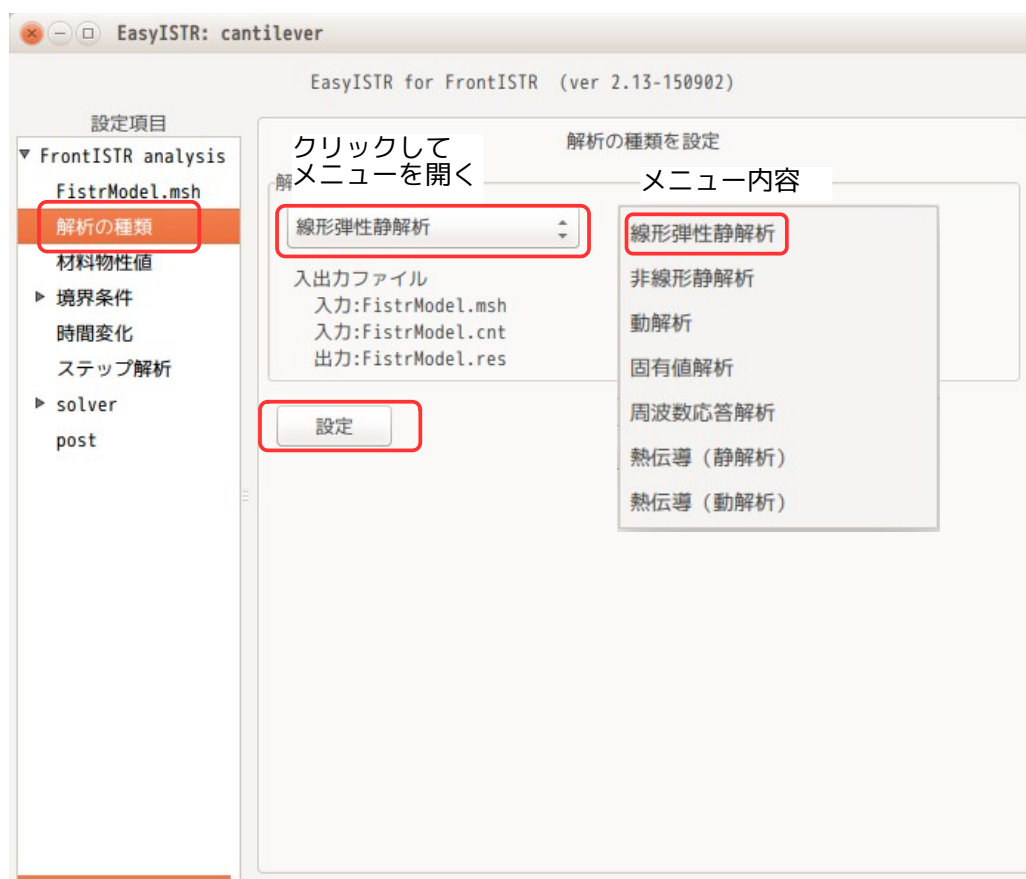 EasyISTR: cantilever
EasyISTR for FrontISTR (ver 2.13-150902)
設定項目
FrontISTR analysis
FistrModel.msh
解析の種類
材料物性値
境界条件
時間変化
ステップ解析
solver
post
解析の種類を設定
クリックして
メニューを開く
解
線形弾性静解析
入出力ファイル
入力:FistrModel.msh
入力:FistrModel.cnt
出力:FistrModel.res
設定
メニュー内容
線形弾性静解析
非線形静解析
動解析
固有値解析
周波数応答解析
熱伝導(静解析)
熱伝導(動解析)